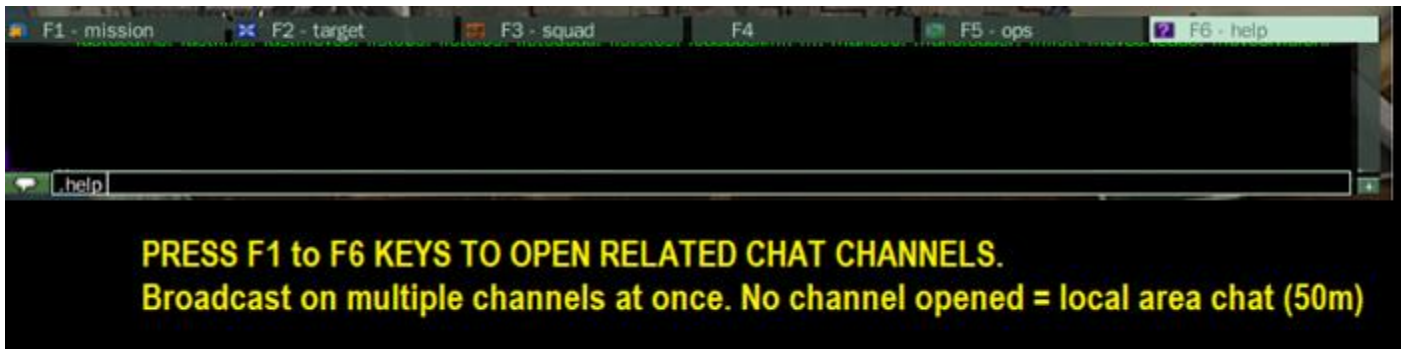 F1 - mission F2 - target F3 - squad F4 F5 - ops F6 - help
.help
PRESS F1 to F6 KEYS TO OPEN RELATED CHAT CHANNELS.
Broadcast on multiple channels at once. No channel opened = local area chat (50m)